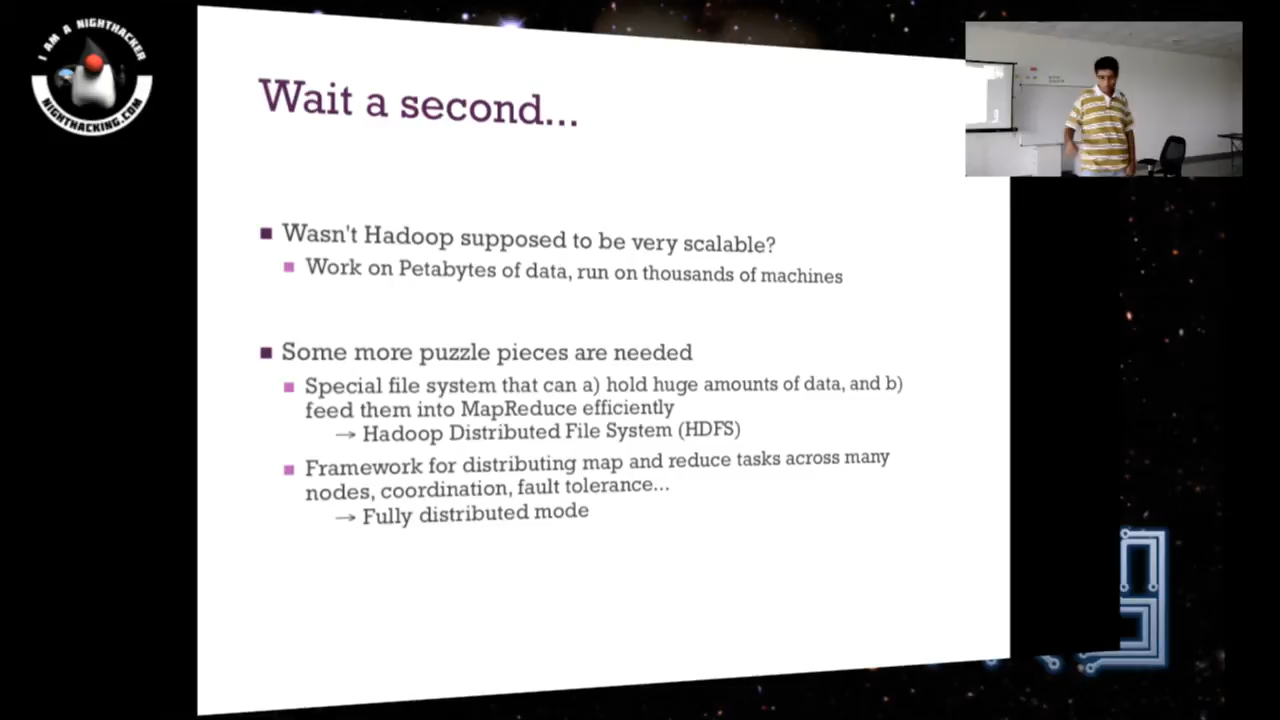 I AM A NIGHTHACKER
NIGHTHACKING.COM
Wait a second...
Wasn't Hadoop supposed to be very scalable?
Work on Petabytes of data, run on thousands of machines
Some more puzzle pieces are needed
Special file system that can a) hold huge amounts of data, and b)
feed them into MapReduce efficiently
→ Hadoop Distributed File System (HDFS)
Framework for distributing map and reduce tasks across many
nodes, coordination, fault tolerance...
→ Fully distributed mode
g